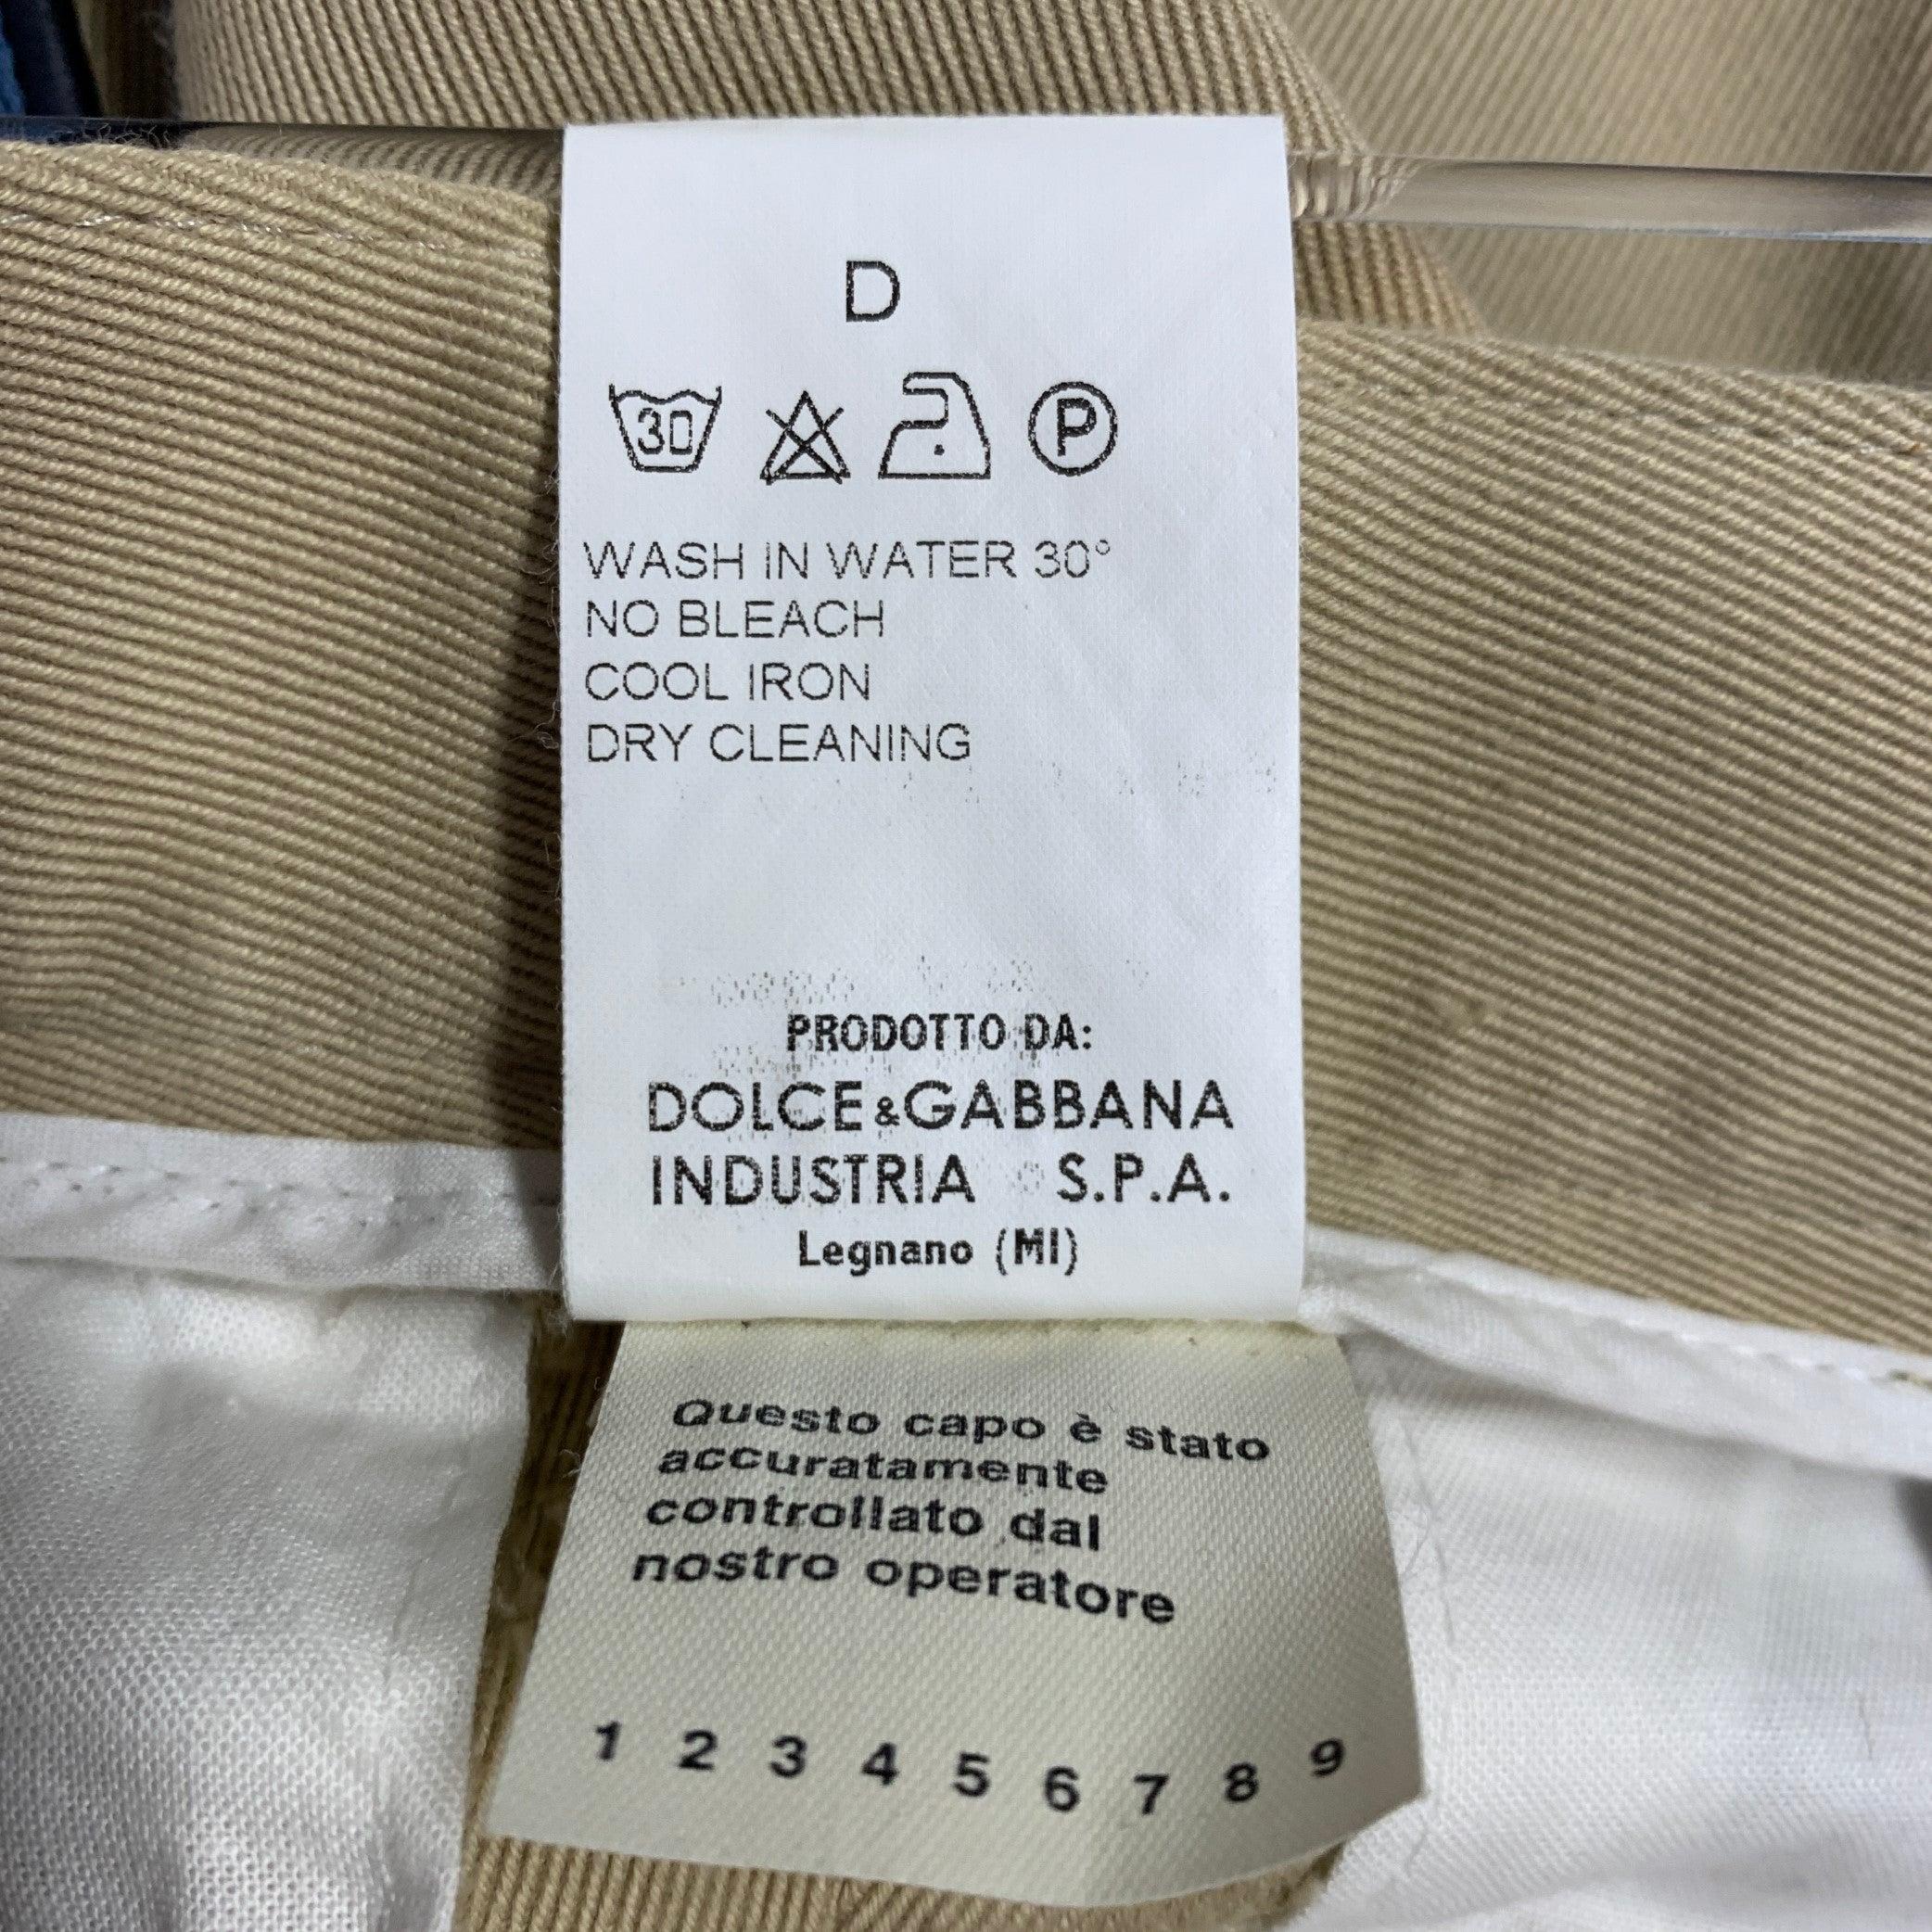 D
30 P
WASH IN WATER 30°
NO BLEACH
COOL IRON
DRY CLEANING
PRODOTTO DA:
DOLCE&GABBANA
INDUSTRIA S.P.A.
Legnano (MI)
Questo capo è stato
accuratamente
controllato dal
nostro operatore
1 2 3 4 5 6 7 8 9